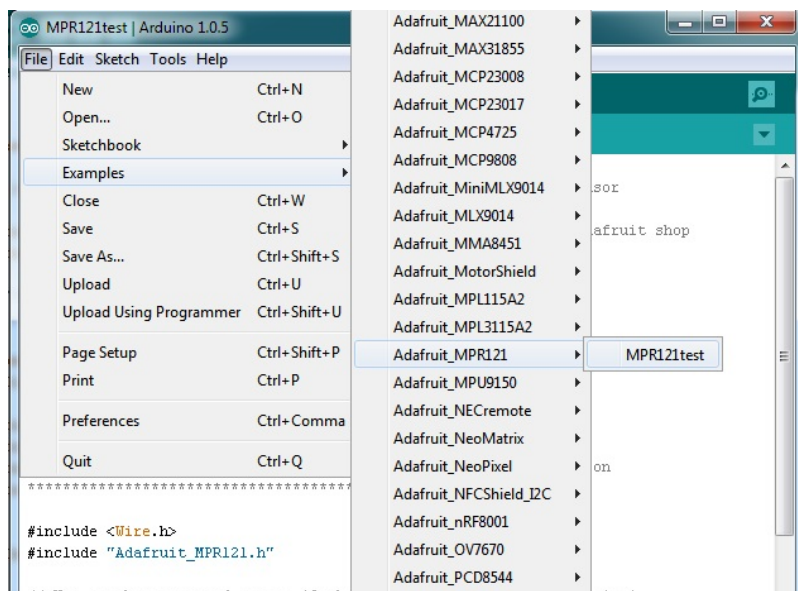 MPR121test | Arduino 1.0.5
File Edit Sketch Tools Help
New Ctrl+N
Open... Ctrl+O
Sketchbook
Examples
Close Ctrl+W
Save Ctrl+S
Save As... Ctrl+Shift+S
Upload Ctrl+U
Upload Using Programmer Ctrl+Shift+U
Page Setup Ctrl+Shift+P
Print Ctrl+P
Preferences Ctrl+Comma
Quit Ctrl+Q
Adafruit_MAX21100
Adafruit_MAX31855
Adafruit_MCP23008
Adafruit_MCP23017
Adafruit_MCP4725
Adafruit_MCP9808
Adafruit_MiniMLX9014
Adafruit_MLX9014
Adafruit_MMA8451
Adafruit_MotorShield
Adafruit_MPL115A2
Adafruit_MPL3115A2
Adafruit_MPR121
Adafruit_MPU9150
Adafruit_NECremote
Adafruit_NeoMatrix
Adafruit_NeoPixel
Adafruit_NFCShield_I2C
Adafruit_nRF8001
Adafruit_OV7670
Adafruit_PCD8544
MPR121test
sor
afruit shop
on
#include <Wire.h>
#include "Adafruit_MPR121.h"